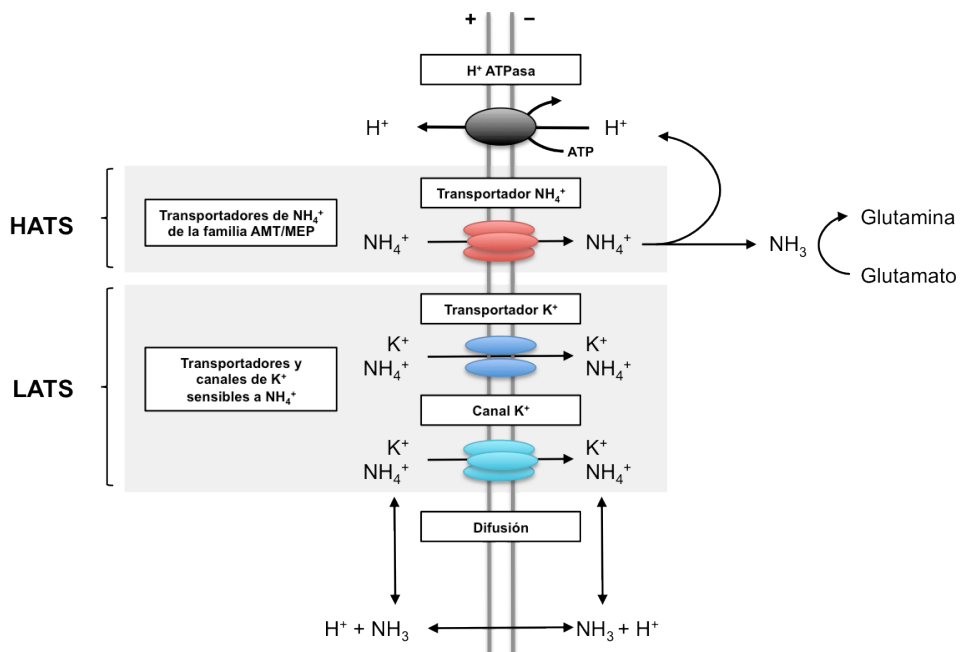 + −
H⁺ ATPasa
H⁺ H⁺
ATP
HATS
Transportadores de NH₄⁺
de la familia AMT/MEP
Transportador NH₄⁺
NH₄⁺ NH₄⁺ NH₃
Glutamina
Glutamato
LATS
Transportadores y
canales de K⁺
sensibles a NH₄⁺
Transportador K⁺
K⁺ K⁺
NH₄⁺ NH₄⁺
Canal K⁺
K⁺ K⁺
NH₄⁺ NH₄⁺
Difusión
H⁺ + NH₃ NH₃ + H⁺